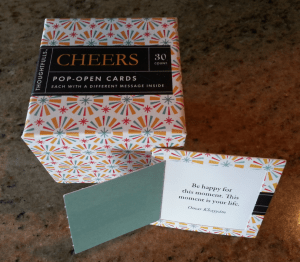 THOUGHTFULLS.
CHEERS
30
POP-OPEN CARDS
EACH WITH A DIFFERENT MESSAGE INSIDE
Be happy for
this moment. This
moment is your life.
Omar Khayyam